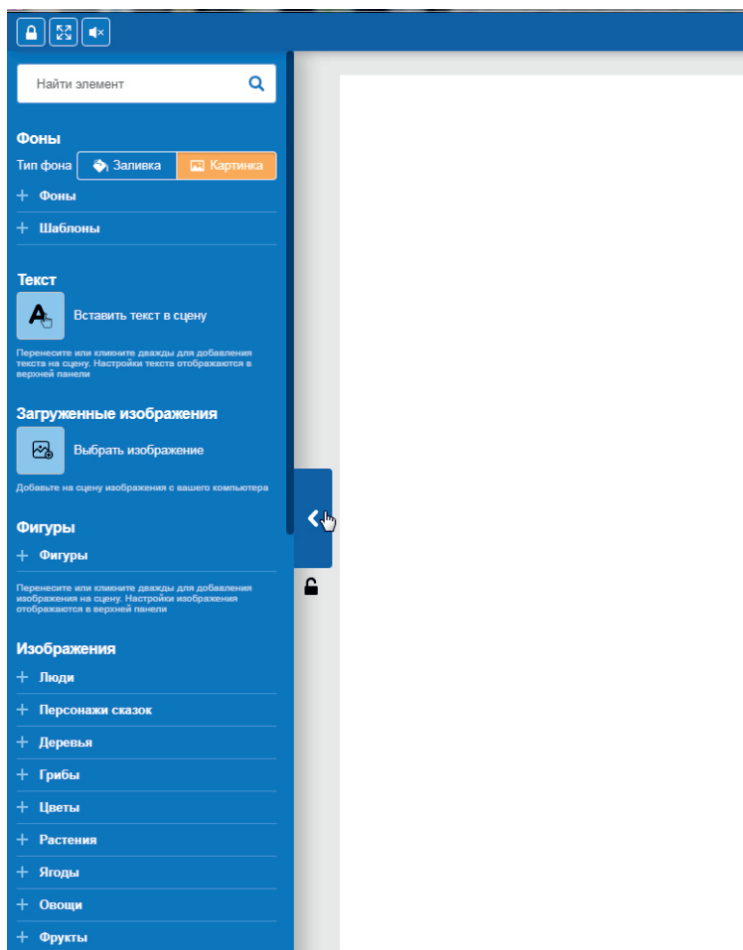 Найти элемент
Фоны
Тип фона Заливка Картинка
+ Фоны
+ Шаблоны
Текст
A Вставить текст в сцену
Перенесите или кликните дважды для добавления
текста на сцену. Настройки текста отображаются в
верхней панели
Загруженные изображения
Выбрать изображение
Добавьте на сцену изображения с вашего компьютера
Фигуры
+ Фигуры
Перенесите или кликните дважды для добавления
изображения на сцену. Настройки изображения
отображаются в верхней панели
Изображения
+ Люди
+ Персонажи сказок
+ Деревья
+ Грибы
+ Цветы
+ Растения
+ Ягоды
+ Овощи
+ Фрукты